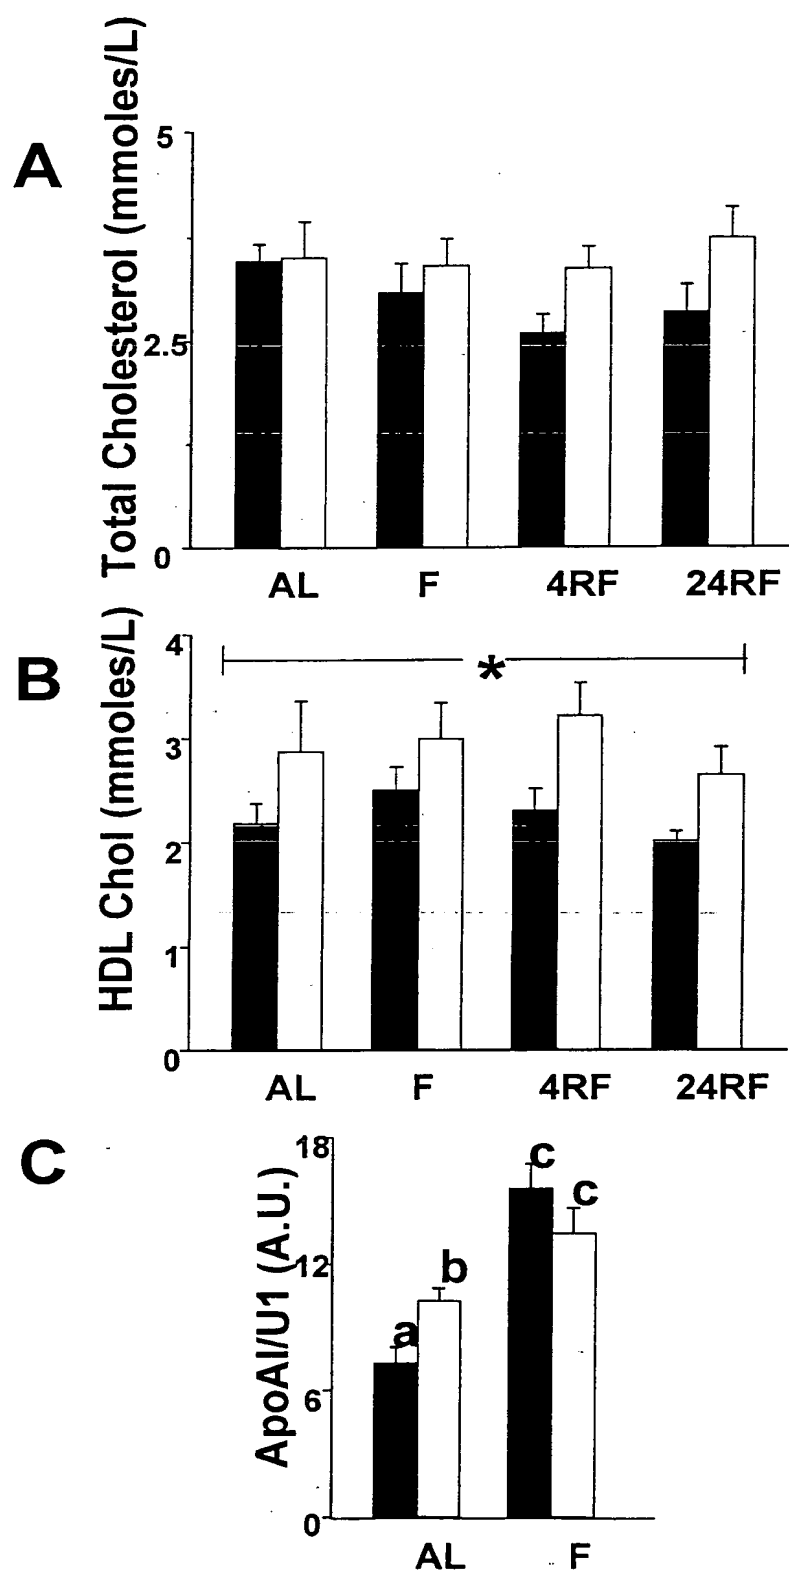 A
Total Cholesterol (mmoles/L)
5
2.5
0
AL F 4RF 24RF
B
HDL Chol (mmoles/L)
4
3
2
1
0
*
AL F 4RF 24RF
C
ApoAI/U1 (A.U.)
18
12
6
0
a b c c
AL F